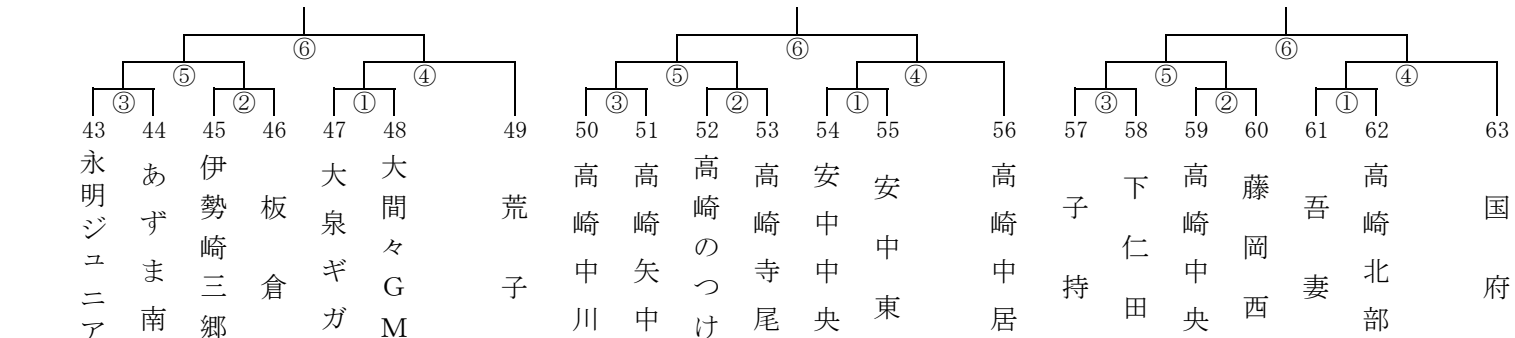 ⑥ ⑥ ⑥
⑤ ④ ⑤ ④ ⑤ ④
③ ② ① ③ ② ① ③ ② ①
43 44 45 46 47 48 49 50 51 52 53 54 55 56 57 58 59 60 61 62 63
永明ジュニア
あずま南
伊勢崎三郷
板倉
大泉ギガ
大間々GM
荒子
高崎中川
高崎矢中
高崎のつけ
高崎寺尾
安中中央
安中東
高崎中居
子持
下仁田
高崎中央
藤岡西
吾妻
高崎北部
国府